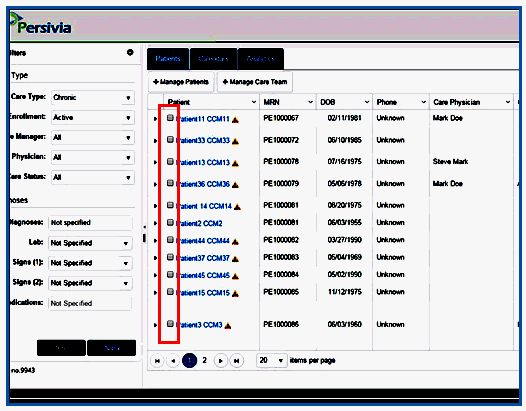 Persivia
ilters
Patients Calendars Analytics
Type
+ Manage Patients + Manage Care Team
Care Type: Chronic
Patient MRN DOB Phone Care Physician
Enrollment: Active
Patient11 CCM11 PE1000067 02/11/1981 Unknown Mark Doe
e Manager: All
Patient33 CCM33 PE1000072 06/10/1985 Unknown
Physician: All
Patient13 CCM13 PE1000078 07/16/1975 Unknown Steve Mark
are Status: All
Patient36 CCM36 PE1000079 05/06/1978 Unknown Mark Doe
noses
Patient 14 CCM14 PE1000081 08/20/1975 Unknown
iagnoses: Not specified
Patient2 CCM2 PE1000081 06/03/1955 Unknown
Lab: Not Specified
Patient44 CCM44 PE1000082 03/27/1990 Unknown
Signs (1): Not Specified
Patient37 CCM37 PE1000083 05/04/1969 Unknown
Patient45 CCM45 PE1000084 05/02/1990 Unknown
Signs (2): Not Specified
Patient15 CCM15 PE1000085 11/12/1975 Unknown
dications: Not Specified
Patient3 CCM3 PE1000086 06/03/1960 Unknown
1 2 20 items per page
no.9943